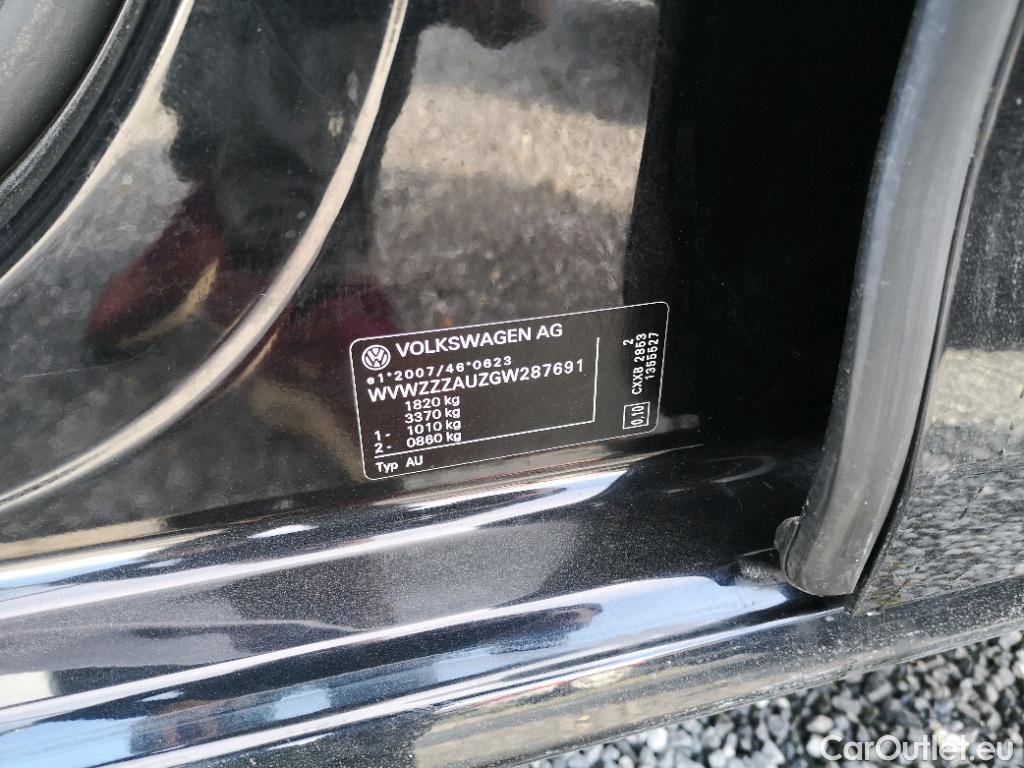 VOLKSWAGEN AG
e1*2007/46*0623
WVWZZZAUZGW287691
1820 kg
3370 kg
1- 1010 kg
2- 0860 kg
Typ AU
0,10
CXXB 2853 2
1355527
CarOutlet.eu